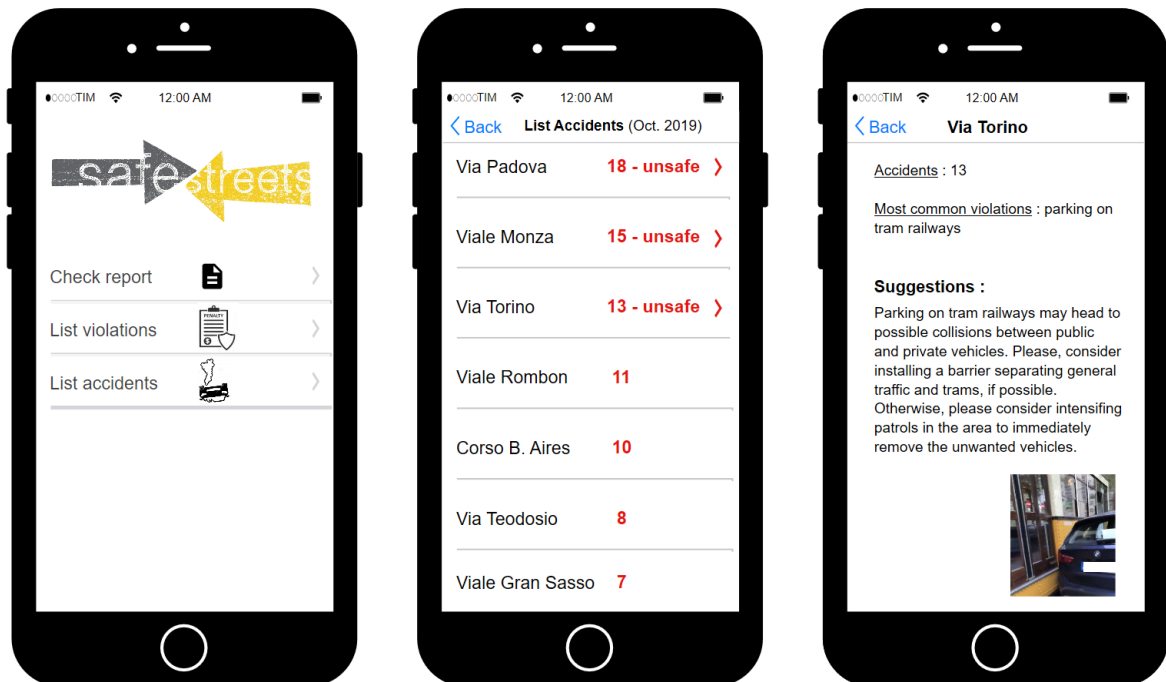 TIM 12:00 AM
safestreets
Check report
PENALTY
List violations
List accidents
TIM 12:00 AM
Back List Accidents (Oct. 2019)
Via Padova 18 - unsafe
Viale Monza 15 - unsafe
Via Torino 13 - unsafe
Viale Rombon 11
Corso B. Aires 10
Via Teodosio 8
Viale Gran Sasso 7
TIM 12:00 AM
Back Via Torino
Accidents : 13
Most common violations : parking on
tram railways
Suggestions :
Parking on tram railways may head to
possible collisions between public
and private vehicles. Please, consider
installing a barrier separating general
traffic and trams, if possible.
Otherwise, please consider intensifing
patrols in the area to immediately
remove the unwanted vehicles.